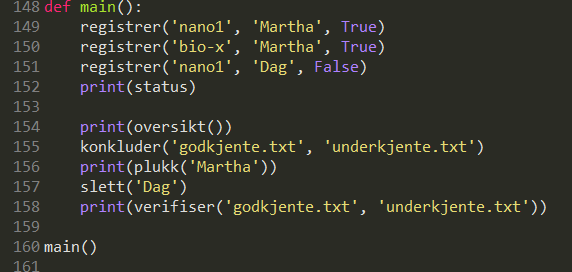 148 def main():
149     registrer('nano1', 'Martha', True)
150     registrer('bio-x', 'Martha', True)
151     registrer('nano1', 'Dag', False)
152     print(status)
153
154     print(oversikt())
155     konkluder('godkjente.txt', 'underkjente.txt')
156     print(plukk('Martha'))
157     slett('Dag')
158     print(verifiser('godkjente.txt', 'underkjente.txt'))
159
160 main()
161